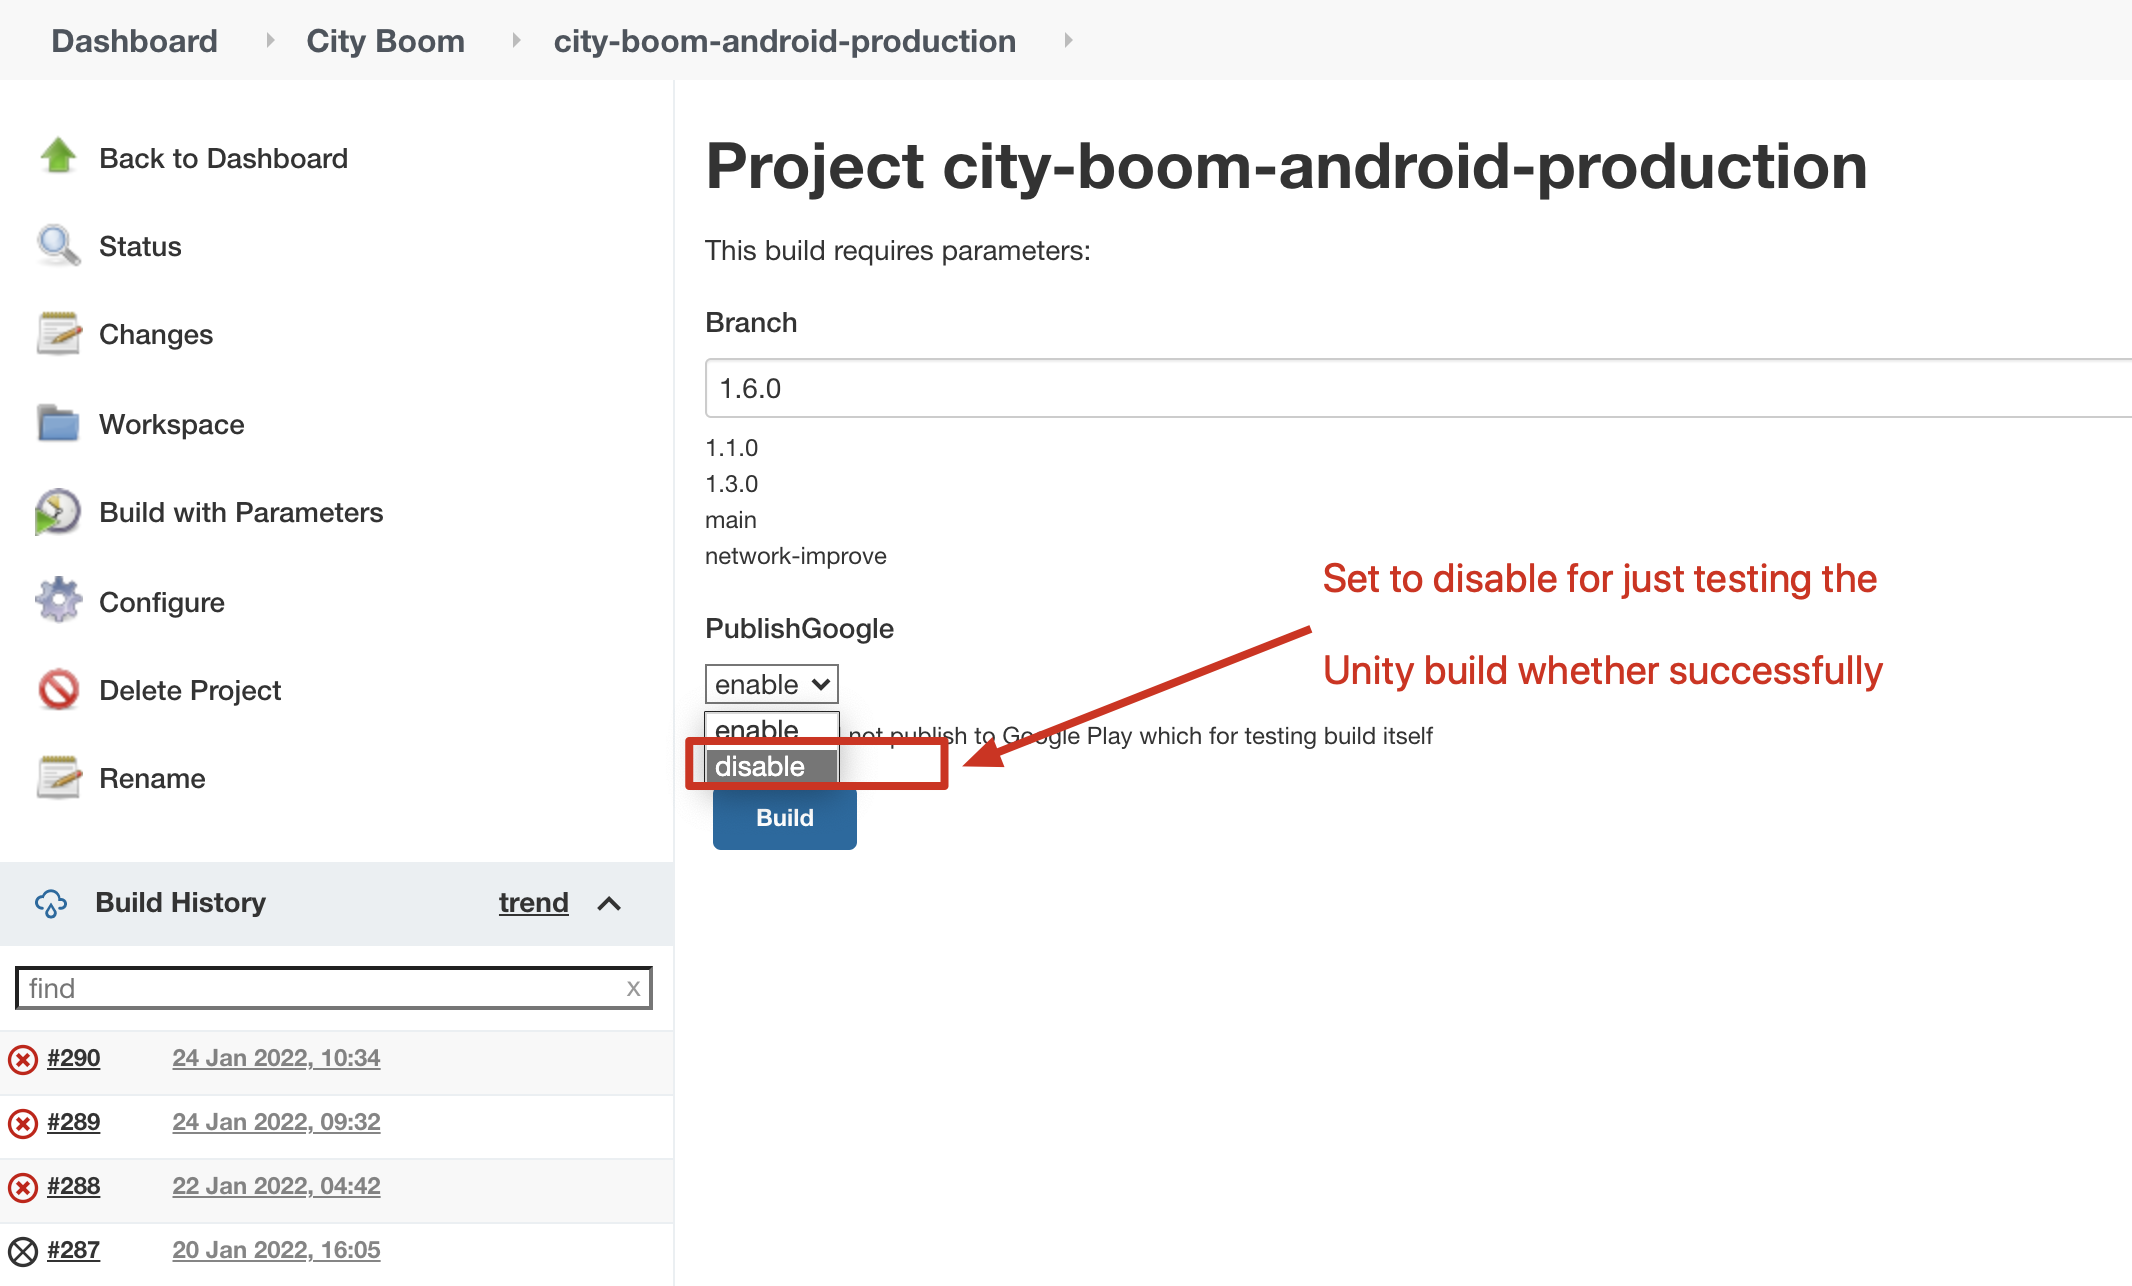 Dashboard City Boom city-boom-android-production
Back to Dashboard
Status
Changes
Workspace
Build with Parameters
Configure
Delete Project
Rename
Build History trend
find x
#290 24 Jan 2022, 10:34
#289 24 Jan 2022, 09:32
#288 22 Jan 2022, 04:42
#287 20 Jan 2022, 16:05
Project city-boom-android-production
This build requires parameters:
Branch
1.6.0
1.1.0
1.3.0
main
network-improve
PublishGoogle
enable
enable
not publish to Google Play which for testing build itself
disable
Build
Set to disable for just testing the
Unity build whether successfully